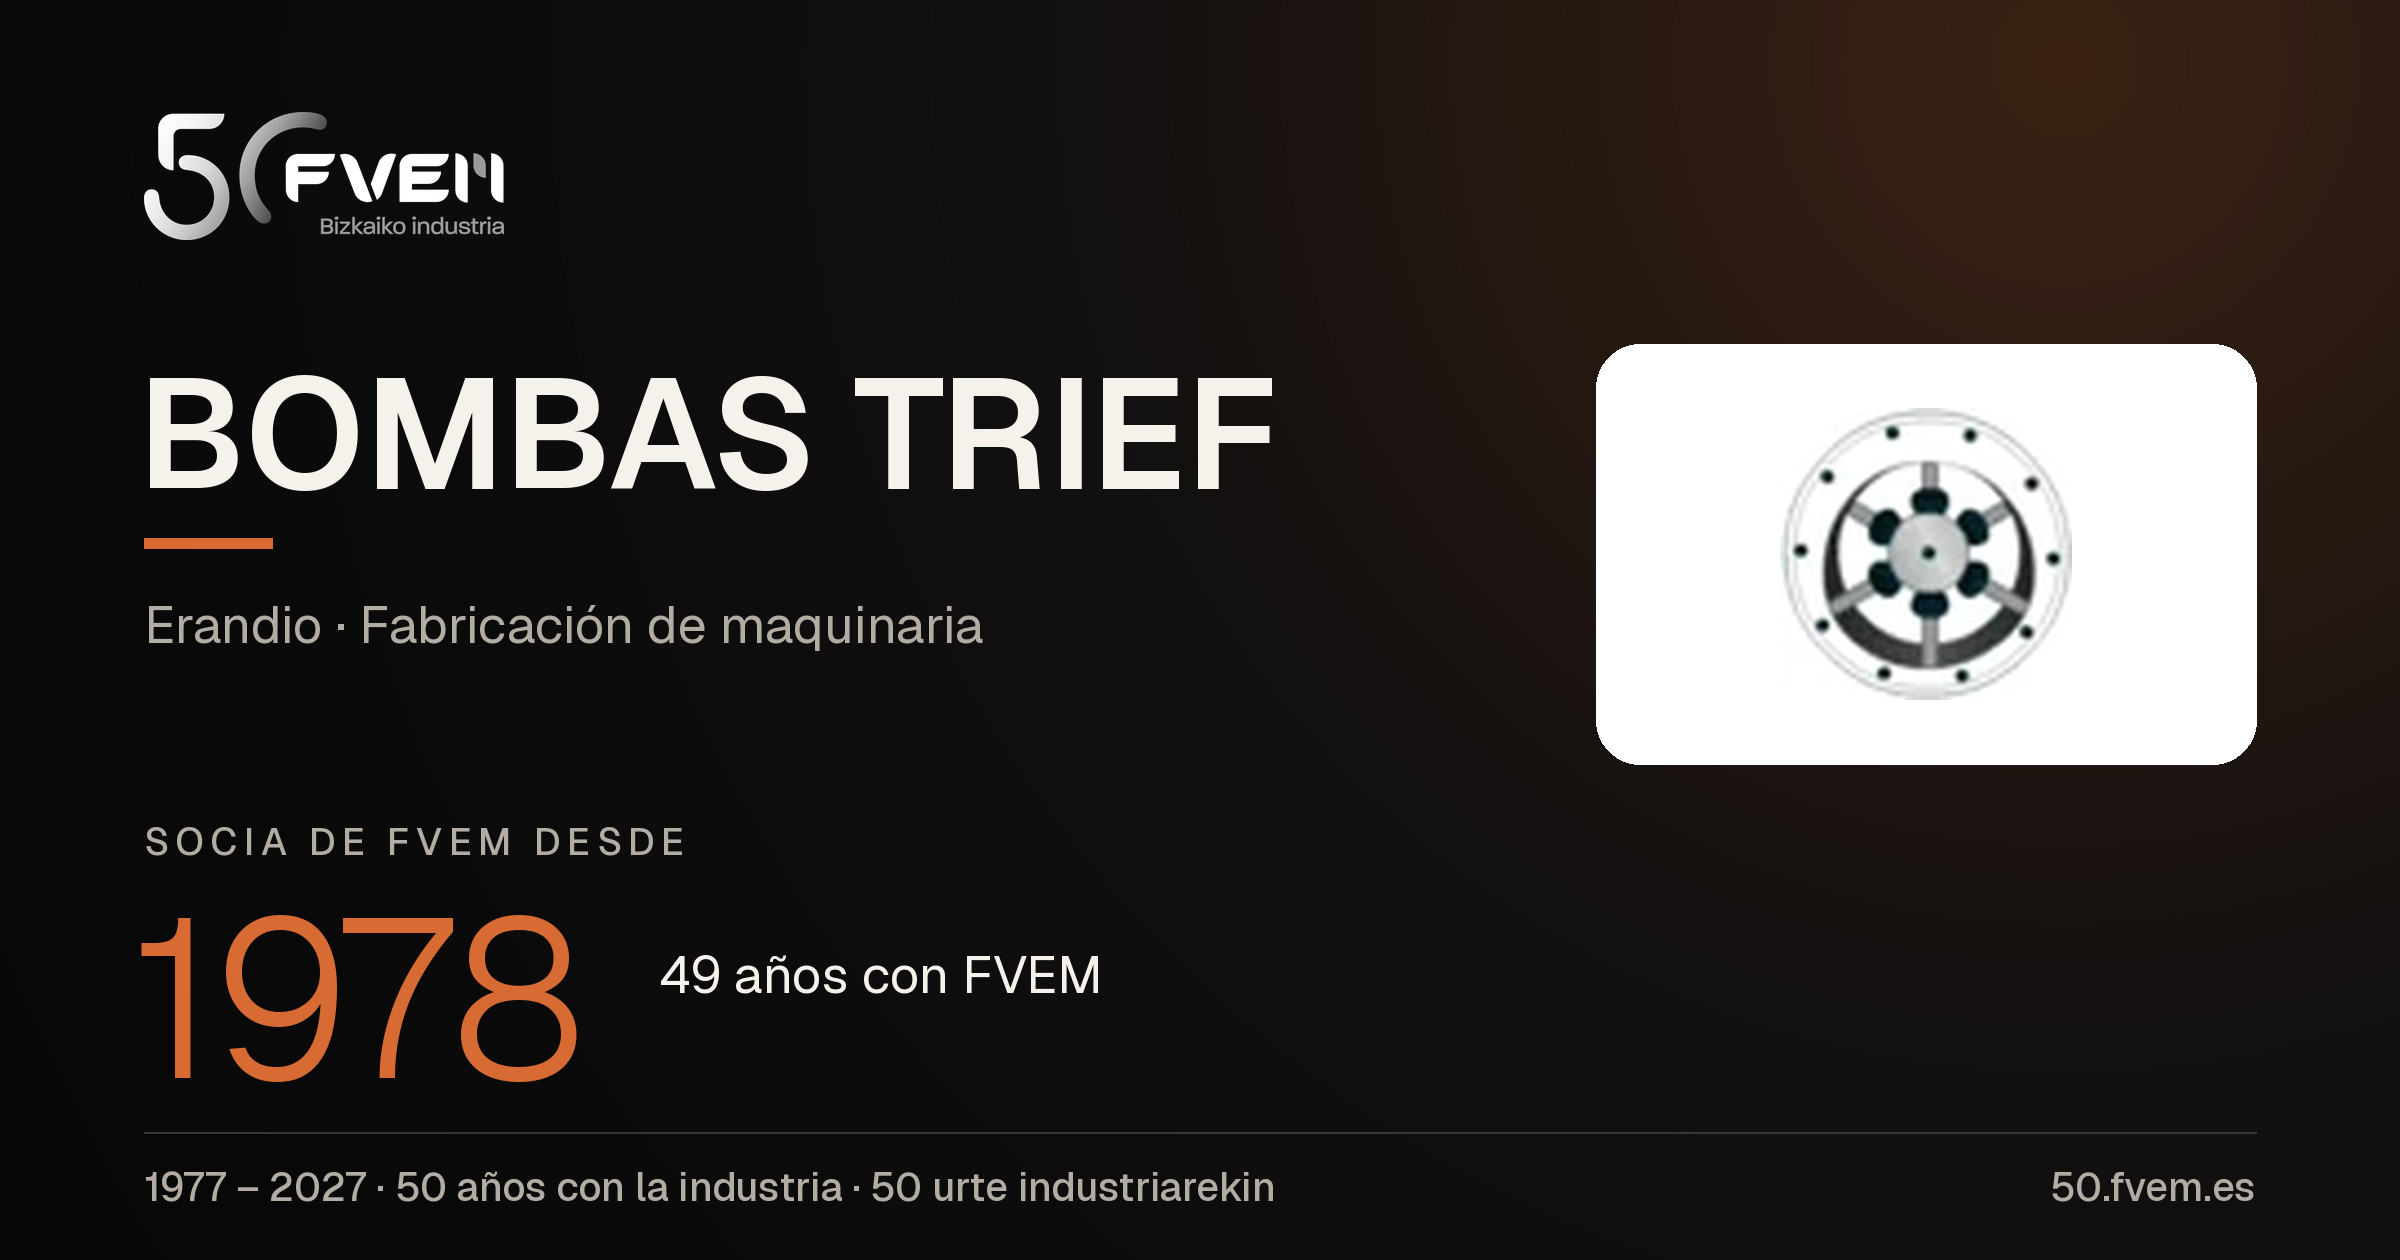 50 FVEM
Bizkaiko industria
BOMBAS TRIEF
Erandio · Fabricación de maquinaria
SOCIA DE FVEM DESDE
1978
49 años con FVEM
1977 – 2027 · 50 años con la industria · 50 urte industriarekin
50.fvem.es